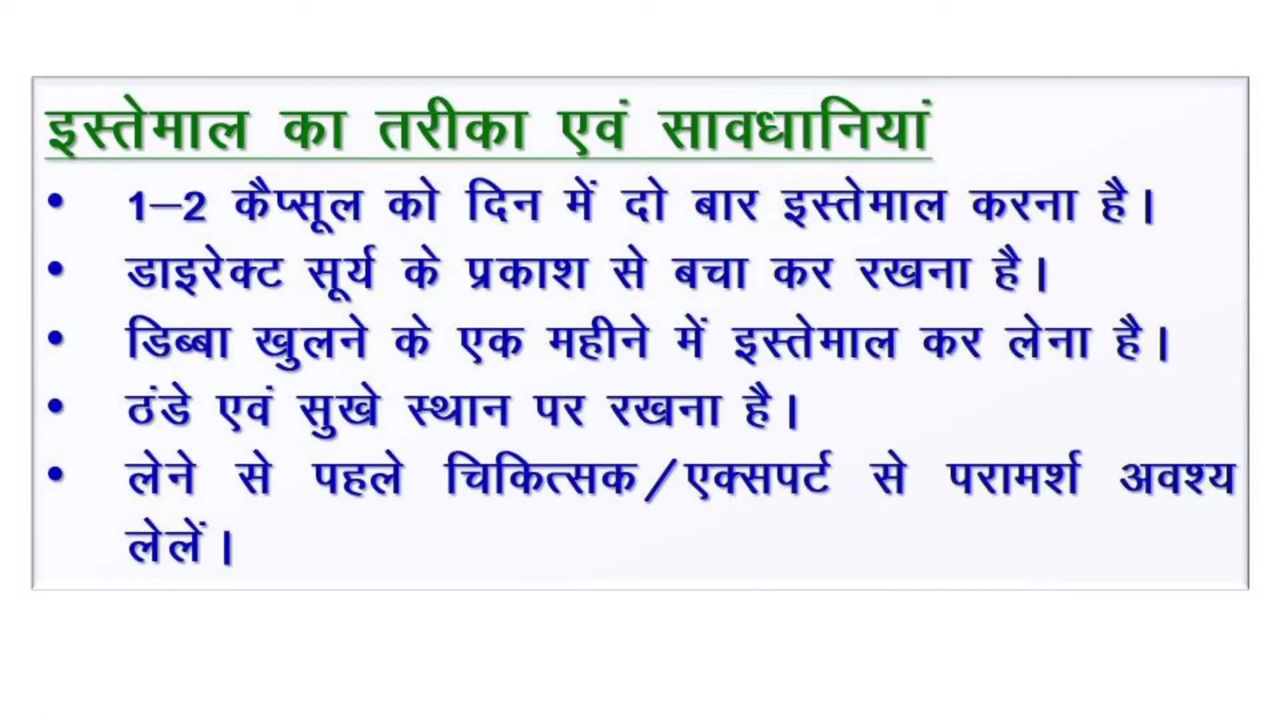 इस्तेमाल का तरीका एवं सावधानियां
• 1–2 कैप्सूल को दिन में दो बार इस्तेमाल करना है।
• डाइरेक्ट सूर्य के प्रकाश से बचा कर रखना है।
• डिब्बा खुलने के एक महीने में इस्तेमाल कर लेना है।
• ठंडे एवं सुखे स्थान पर रखना है।
• लेने से पहले चिकित्सक/एक्सपर्ट से परामर्श अवश्य
लेलें।